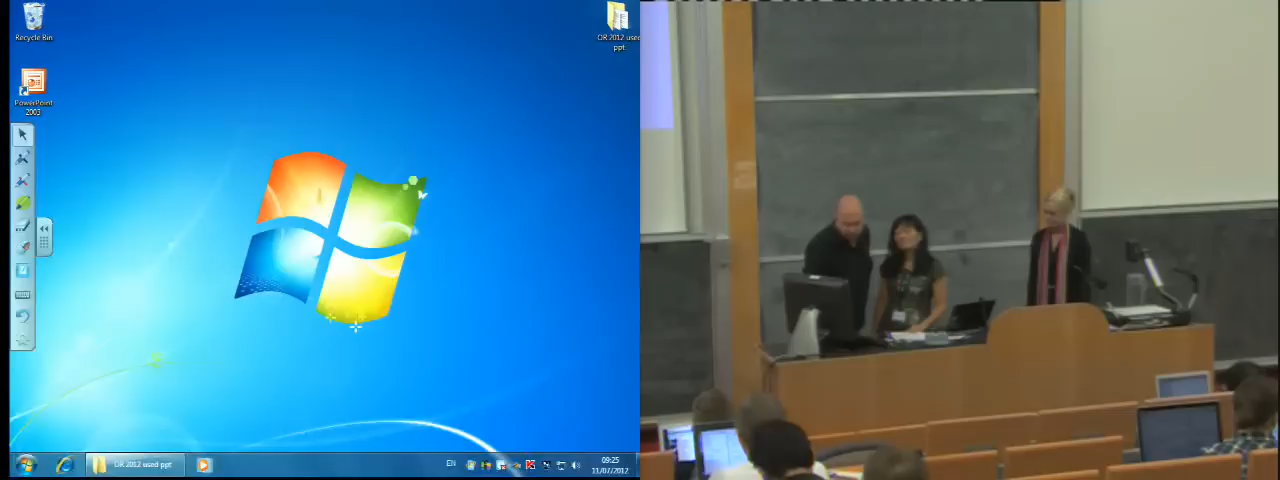 Recycle Bin
OR 2012 used
ppt
PowerPoint
2003
OR 2012 used ppt
EN
09:25
11/07/2012